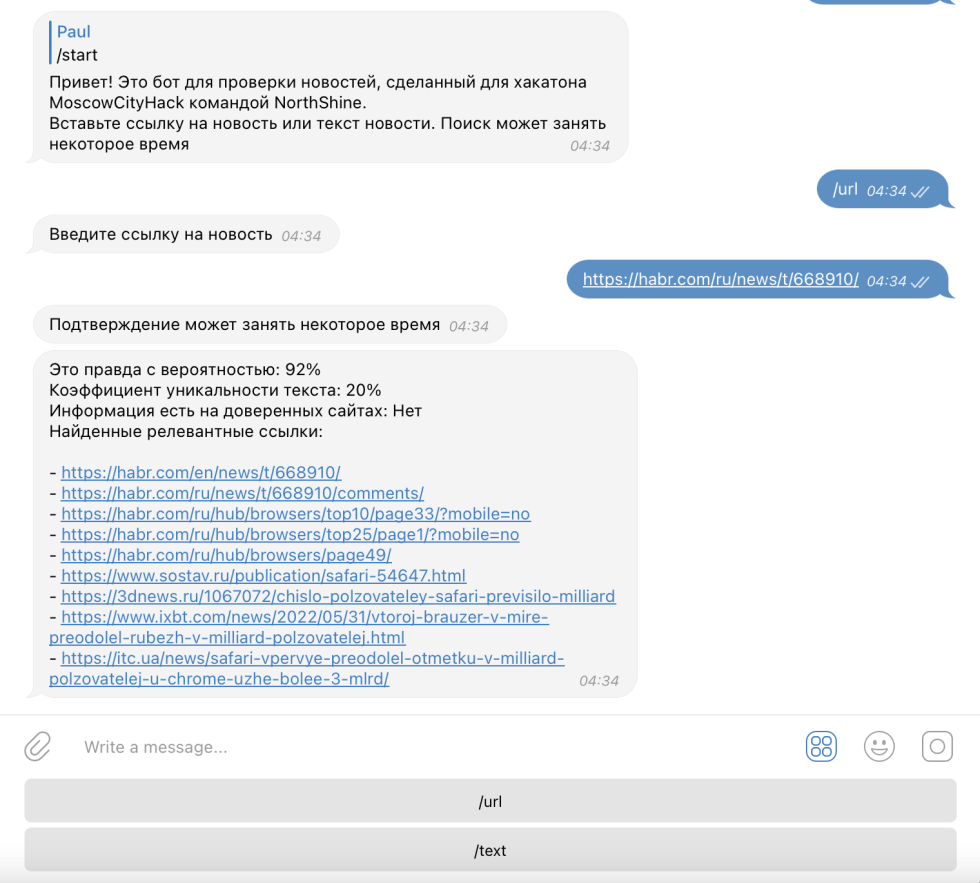 Paul
/start
Привет! Это бот для проверки новостей, сделанный для хакатона
MoscowCityHack командой NorthShine.
Вставьте ссылку на новость или текст новости. Поиск может занять
некоторое время 04:34
/url 04:34
Введите ссылку на новость 04:34
https://habr.com/ru/news/t/668910/ 04:34
Подтверждение может занять некоторое время 04:34
Это правда с вероятностью: 92%
Коэффициент уникальности текста: 20%
Информация есть на доверенных сайтах: Нет
Найденные релевантные ссылки:
- https://habr.com/en/news/t/668910/
- https://habr.com/ru/news/t/668910/comments/
- https://habr.com/ru/hub/browsers/top10/page33/?mobile=no
- https://habr.com/ru/hub/browsers/top25/page1/?mobile=no
- https://habr.com/ru/hub/browsers/page49/
- https://www.sostav.ru/publication/safari-54647.html
- https://3dnews.ru/1067072/chislo-polzovateley-safari-previsilo-milliard
- https://www.ixbt.com/news/2022/05/31/vtoroj-brauzer-v-mire-
preodolel-rubezh-v-milliard-polzovatelej.html
- https://itc.ua/news/safari-vpervye-preodolel-otmetku-v-milliard-
polzovatelej-u-chrome-uzhe-bolee-3-mlrd/ 04:34
Write a message...
/url
/text